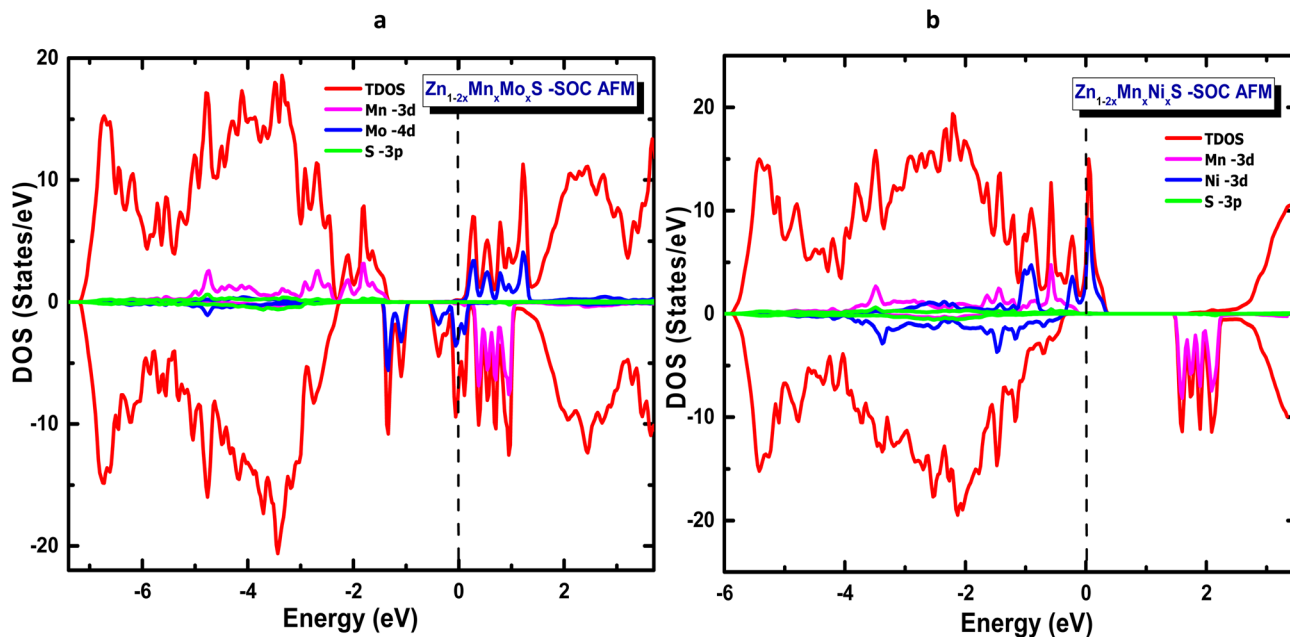 a
Zn1-2xMnxMoxS -SOC AFM
TDOS
Mn -3d
Mo -4d
S -3p
DOS (States/eV)
20
10
0
-10
-20
-6
-4
-2
0
2
Energy (eV)
b
Zn1-2xMnxNixS -SOC AFM
TDOS
Mn -3d
Ni -3d
S -3p
DOS (States/eV)
20
10
0
-10
-20
-6
-4
-2
0
2
Energy (eV)